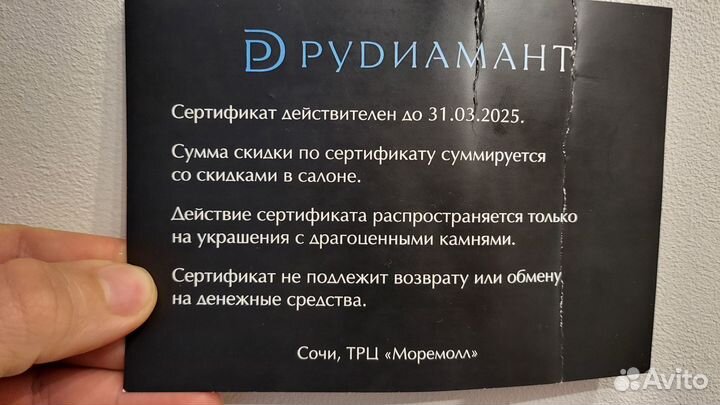 РУДИАМАНТ
Сертификат действителен до 31.03.2025.
Сумма скидки по сертификату суммируется
со скидками в салоне.
Действие сертификата распространяется только
на украшения с драгоценными камнями.
Сертификат не подлежит возврату или обмену
на денежные средства.
Сочи, ТРЦ «Моремолл»
Avito